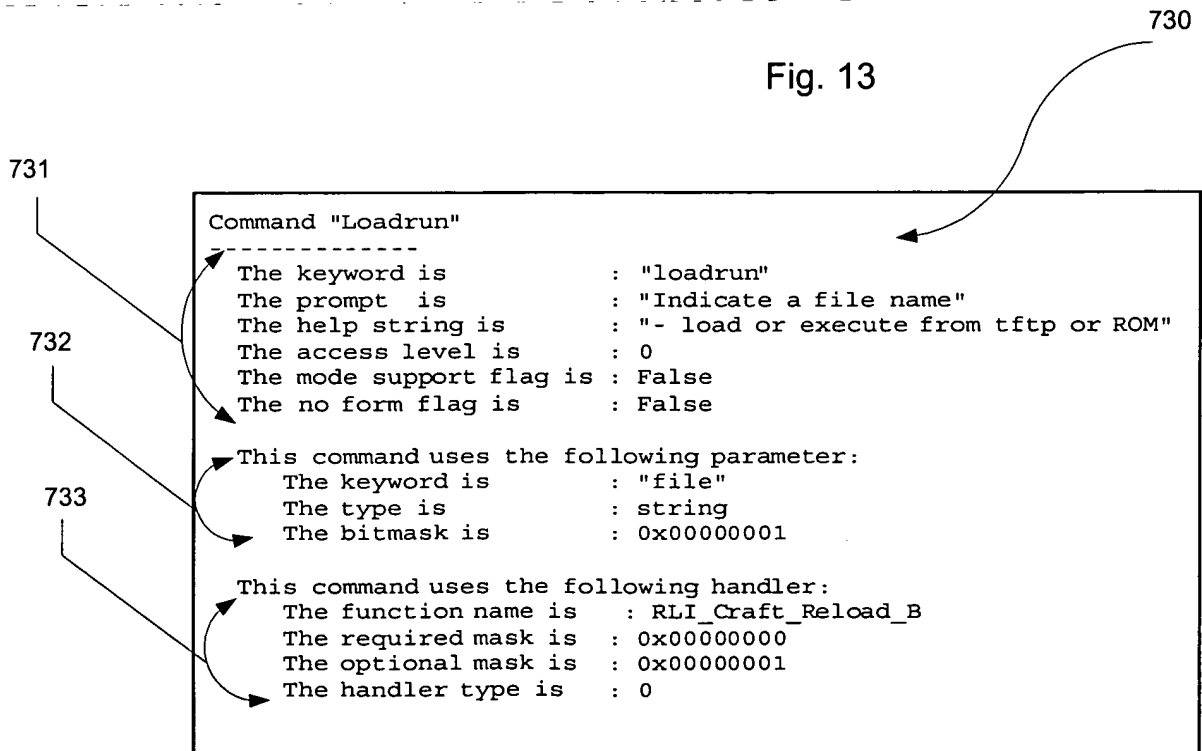 730
Fig. 13
731
Command "Loadrun"
--------------
The keyword is : "loadrun"
The prompt is : "Indicate a file name"
The help string is : "- load or execute from tftp or ROM"
732
The access level is : 0
The mode support flag is : False
The no form flag is : False
This command uses the following parameter:
The keyword is : "file"
733
The type is : string
The bitmask is : 0x00000001
This command uses the following handler:
The function name is : RLI_Craft_Reload_B
The required mask is : 0x00000000
The optional mask is : 0x00000001
The handler type is : 0